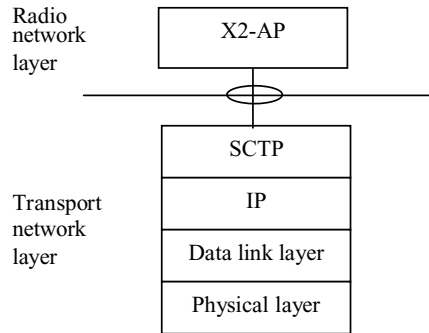 Radio
network
layer
X2-AP
SCTP
Transport
network
layer
IP
Data link layer
Physical layer